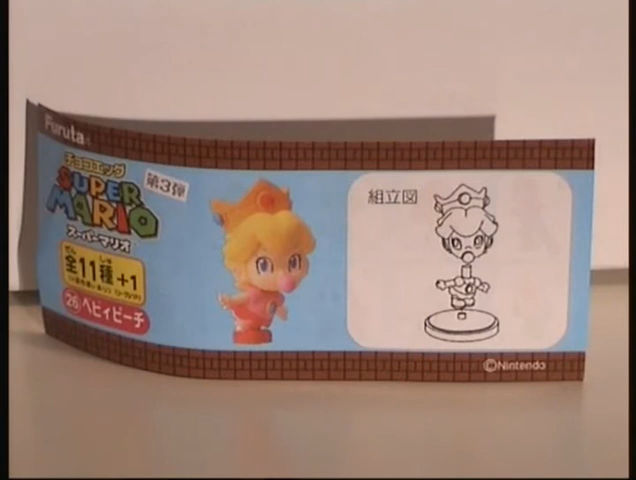 Furuta
チョコエッグ
第3弾
SUPER
MARIO
スーパーマリオ
全11種+1
26 ベビィピーチ
組立図
©Nintendo